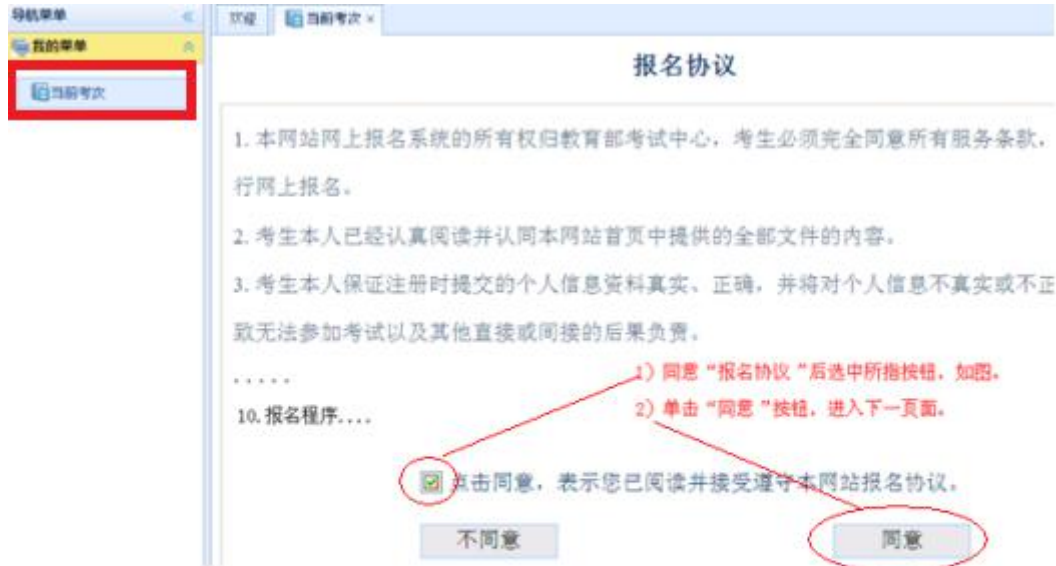 导航菜单
我的菜单
当前考次
欢迎 当前考次 ×
报名协议
1. 本网站网上报名系统的所有权归教育部考试中心，考生必须完全同意所有服务条款，
行网上报名。
2. 考生本人已经认真阅读并认同本网站首页中提供的全部文件的内容。
3. 考生本人保证注册时提交的个人信息资料真实、正确，并将对个人信息不真实或不正
致无法参加考试以及其他直接或间接的后果负责。
.....
1）同意“报名协议”后选中所指按钮，如图。
10. 报名程序....
2）单击“同意”按钮，进入下一页面。
点击同意，表示您已阅读并接受遵守本网站报名协议。
不同意 同意